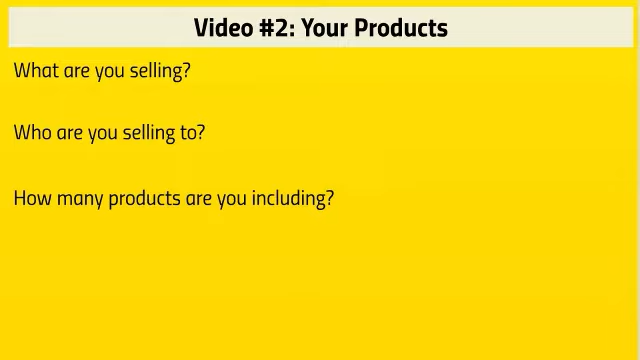 Video #2: Your Products
What are you selling?
Who are you selling to?
How many products are you including?